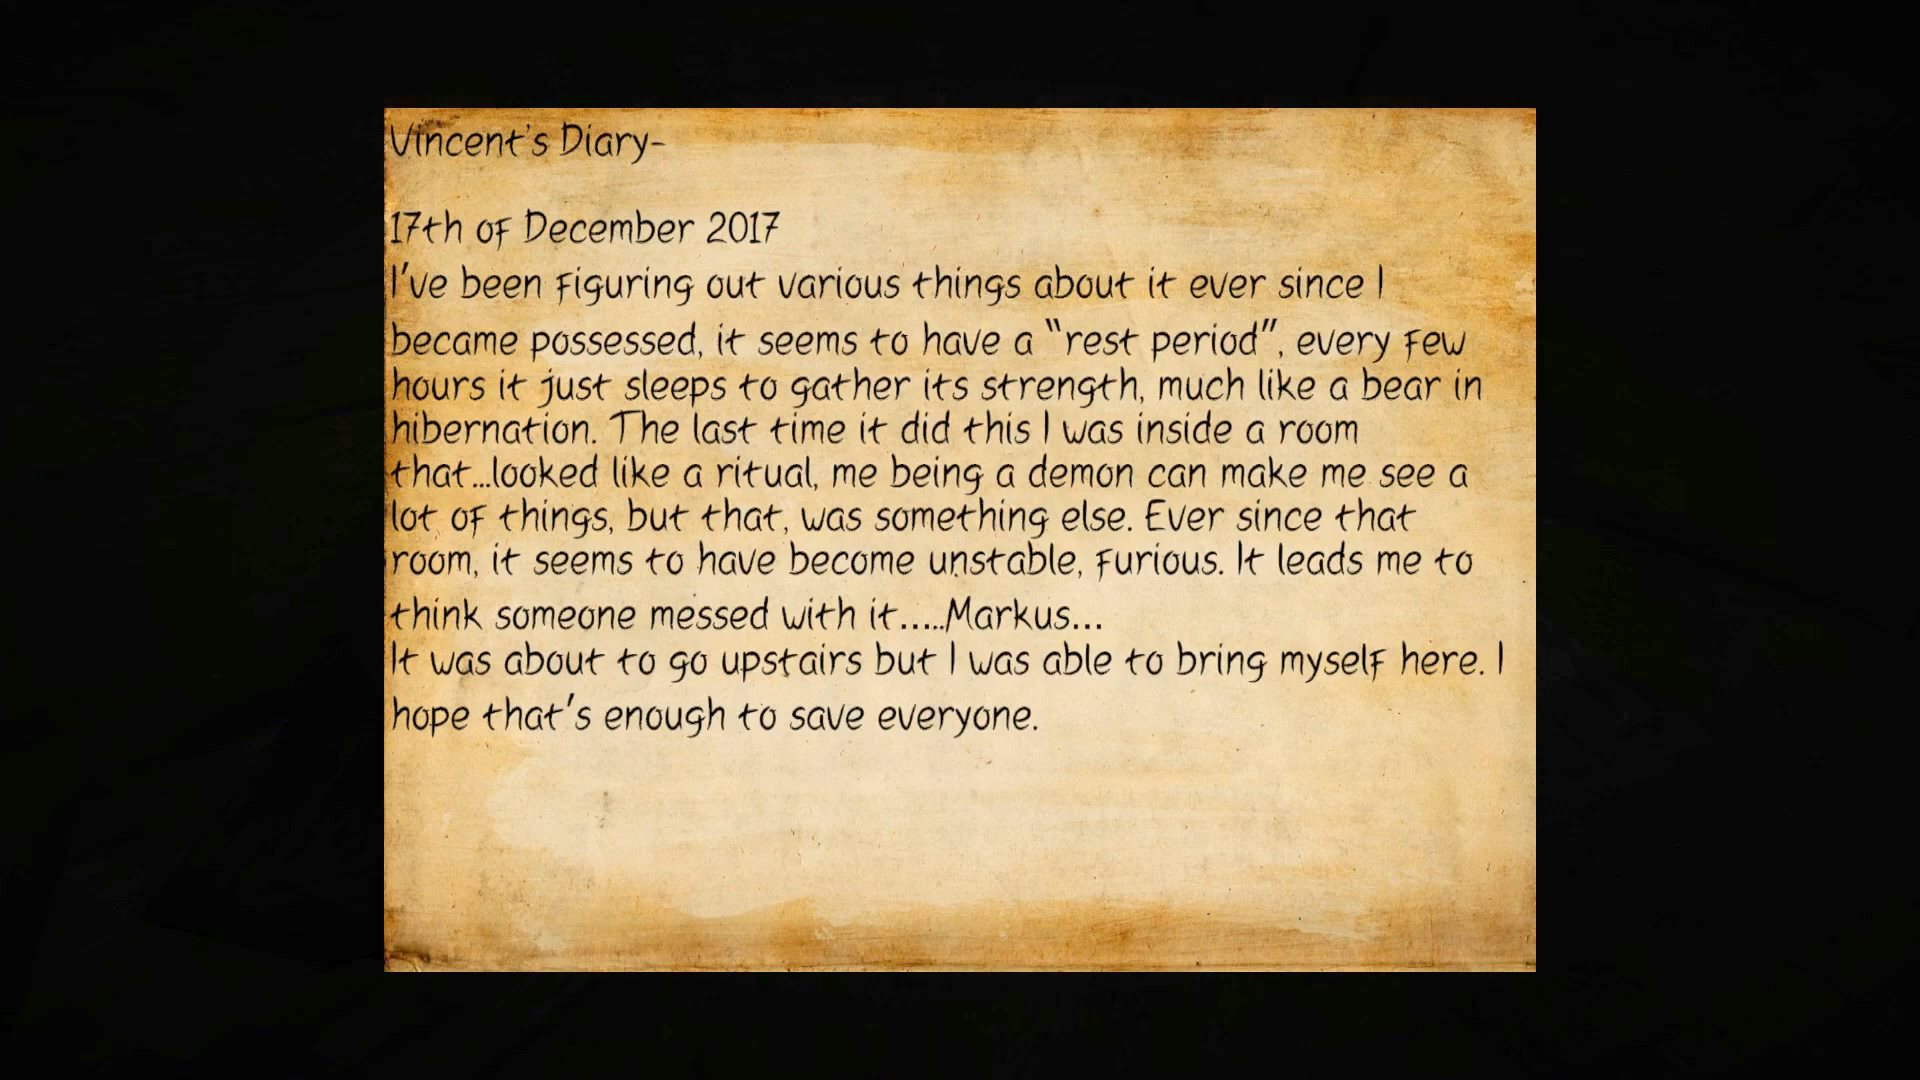 Vincent's Diary-
17th of December 2017
I've been figuring out various things about it ever since I
became possessed, it seems to have a "rest period", every few
hours it just sleeps to gather its strength, much like a bear in
hibernation. The last time it did this I was inside a room
that...looked like a ritual, me being a demon can make me see a
lot of things, but that, was something else. Ever since that
room, it seems to have become unstable, furious. It leads me to
think someone messed with it.....Markus...
It was about to go upstairs but I was able to bring myself here. I
hope that's enough to save everyone.